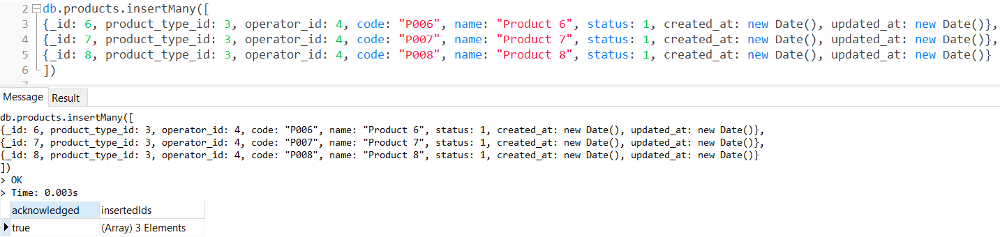 2 db.products.insertMany([
3 {_id: 6, product_type_id: 3, operator_id: 4, code: "P006", name: "Product 6", status: 1, created_at: new Date(), updated_at: new Date()},
4 {_id: 7, product_type_id: 3, operator_id: 4, code: "P007", name: "Product 7", status: 1, created_at: new Date(), updated_at: new Date()},
5 {_id: 8, product_type_id: 3, operator_id: 4, code: "P008", name: "Product 8", status: 1, created_at: new Date(), updated_at: new Date()}
6 ])
Message Result
db.products.insertMany([
{_id: 6, product_type_id: 3, operator_id: 4, code: "P006", name: "Product 6", status: 1, created_at: new Date(), updated_at: new Date()},
{_id: 7, product_type_id: 3, operator_id: 4, code: "P007", name: "Product 7", status: 1, created_at: new Date(), updated_at: new Date()},
{_id: 8, product_type_id: 3, operator_id: 4, code: "P008", name: "Product 8", status: 1, created_at: new Date(), updated_at: new Date()}
])
> OK
> Time: 0.003s
acknowledged insertedIds
true (Array) 3 Elements